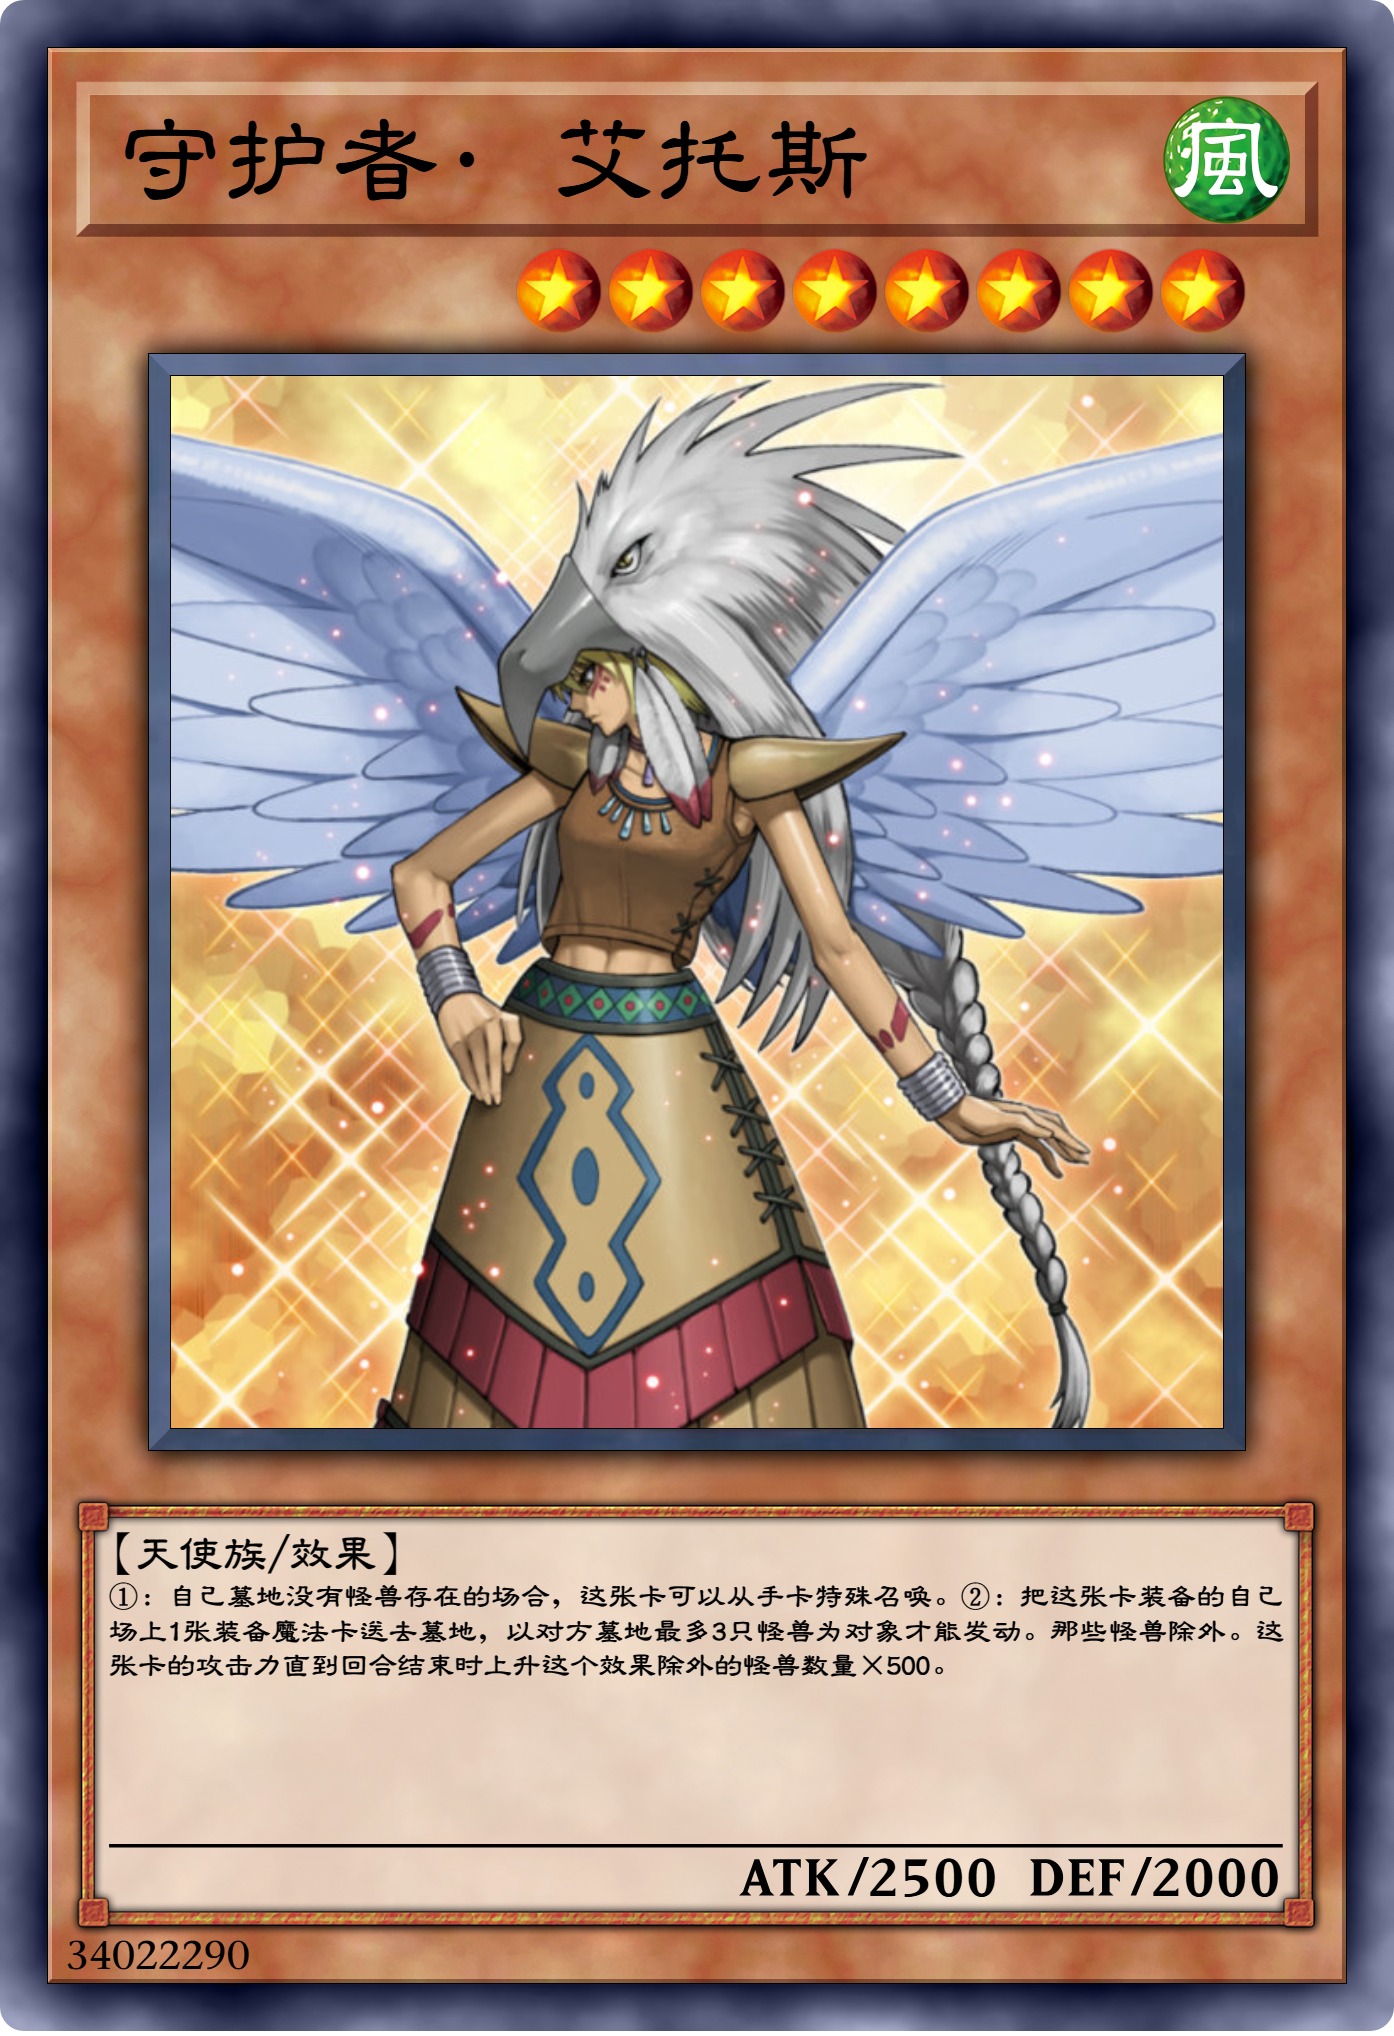 守护者· 艾托斯
風
【天使族/效果】
①：自己墓地没有怪兽存在的场合，这张卡可以从手卡特殊召唤。②：把这张卡装备的自己
场上1张装备魔法卡送去墓地，以对方墓地最多3只怪兽为对象才能发动。那些怪兽除外。这
张卡的攻击力直到回合结束时上升这个效果除外的怪兽数量×500。
ATK/2500 DEF/2000
34022290